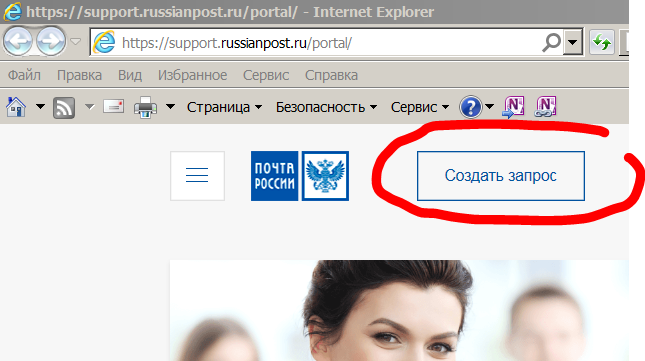 https://support.russianpost.ru/portal/ - Internet Explorer
https://support.russianpost.ru/portal/
Файл Правка Вид Избранное Сервис Справка
Страница Безопасность Сервис
ПОЧТА
РОССИИ
Создать запрос